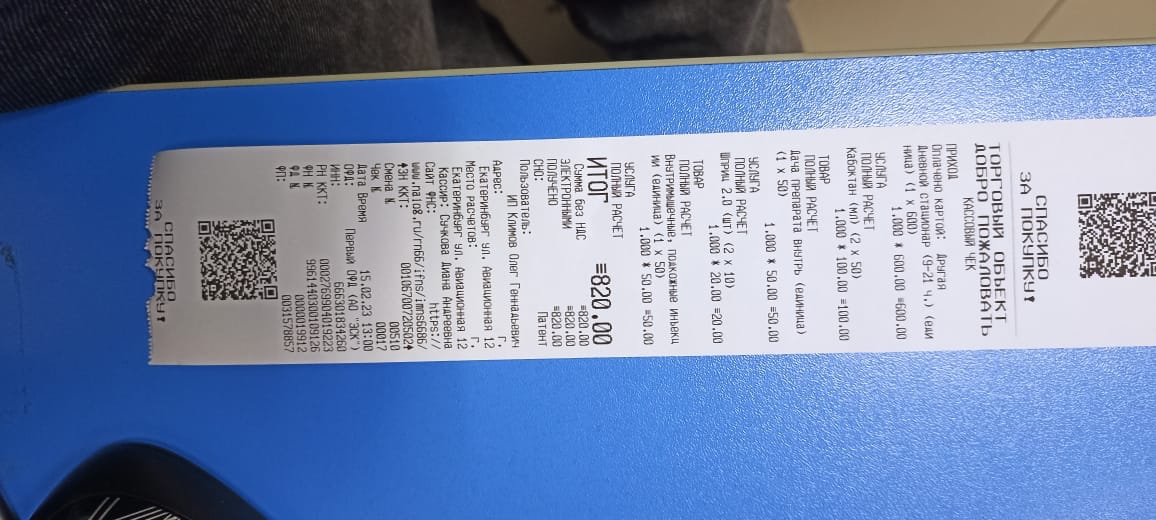 СПАСИБО
ЗА ПОКУПКУ!
ТОРГОВЫЙ ОБЪЕКТ
ДОБРО ПОЖАЛОВАТЬ
КАССОВЫЙ ЧЕК
ПРИХОД
Оплачено картой: Другая
Дневной стационар (9-21 ч.) (еди
ница) (1 X 600)
1.000 * 600.00 =600.00
УСЛУГА
ПОЛНЫЙ РАСЧЕТ
Кабоктан (мл) (2 X 50)
1.000 * 100.00 =100.00
ТОВАР
ПОЛНЫЙ РАСЧЕТ
Дача препарата внутрь (единица)
(1 X 50)
1.000 * 50.00 =50.00
УСЛУГА
ПОЛНЫЙ РАСЧЕТ
Шприц 2.0 (шт) (2 X 10)
1.000 * 20.00 =20.00
ТОВАР
ПОЛНЫЙ РАСЧЕТ
Внутримышечные, подкожные инъекц
ии (единица) (1 X 50)
1.000 * 50.00 =50.00
УСЛУГА
ПОЛНЫЙ РАСЧЕТ
ИТОГ =820.00
Сумма без НДС =820.00
ЭЛЕКТРОННЫМИ =820.00
ПОЛУЧЕНО =820.00
СНО: Патент
Пользователь:
ИП Климов Олег Геннадьевич
Адрес: Г.
Екатеринбург ул. Авиационная 12
Место расчетов: Г.
Екатеринбург ул. Авиационная 12
Кассир: Сучкова Диана Андреевна
Сайт ФНС: https://
www.nalog.ru/rn66/ifns/imns6686/
ЗН ККТ: 00106720728502
Смена N 00510
Чек N 00017
Дата Время 15.02.23 13:00
ОФД: Первый ОФД (АО "ЭСК")
ИНН: 666301834260
РН ККТ: 0002769904019223
ФН N 9961440300109126
ФД N 0000019912
ФП: 0031578857
СПАСИБО
ЗА ПОКУПКУ!